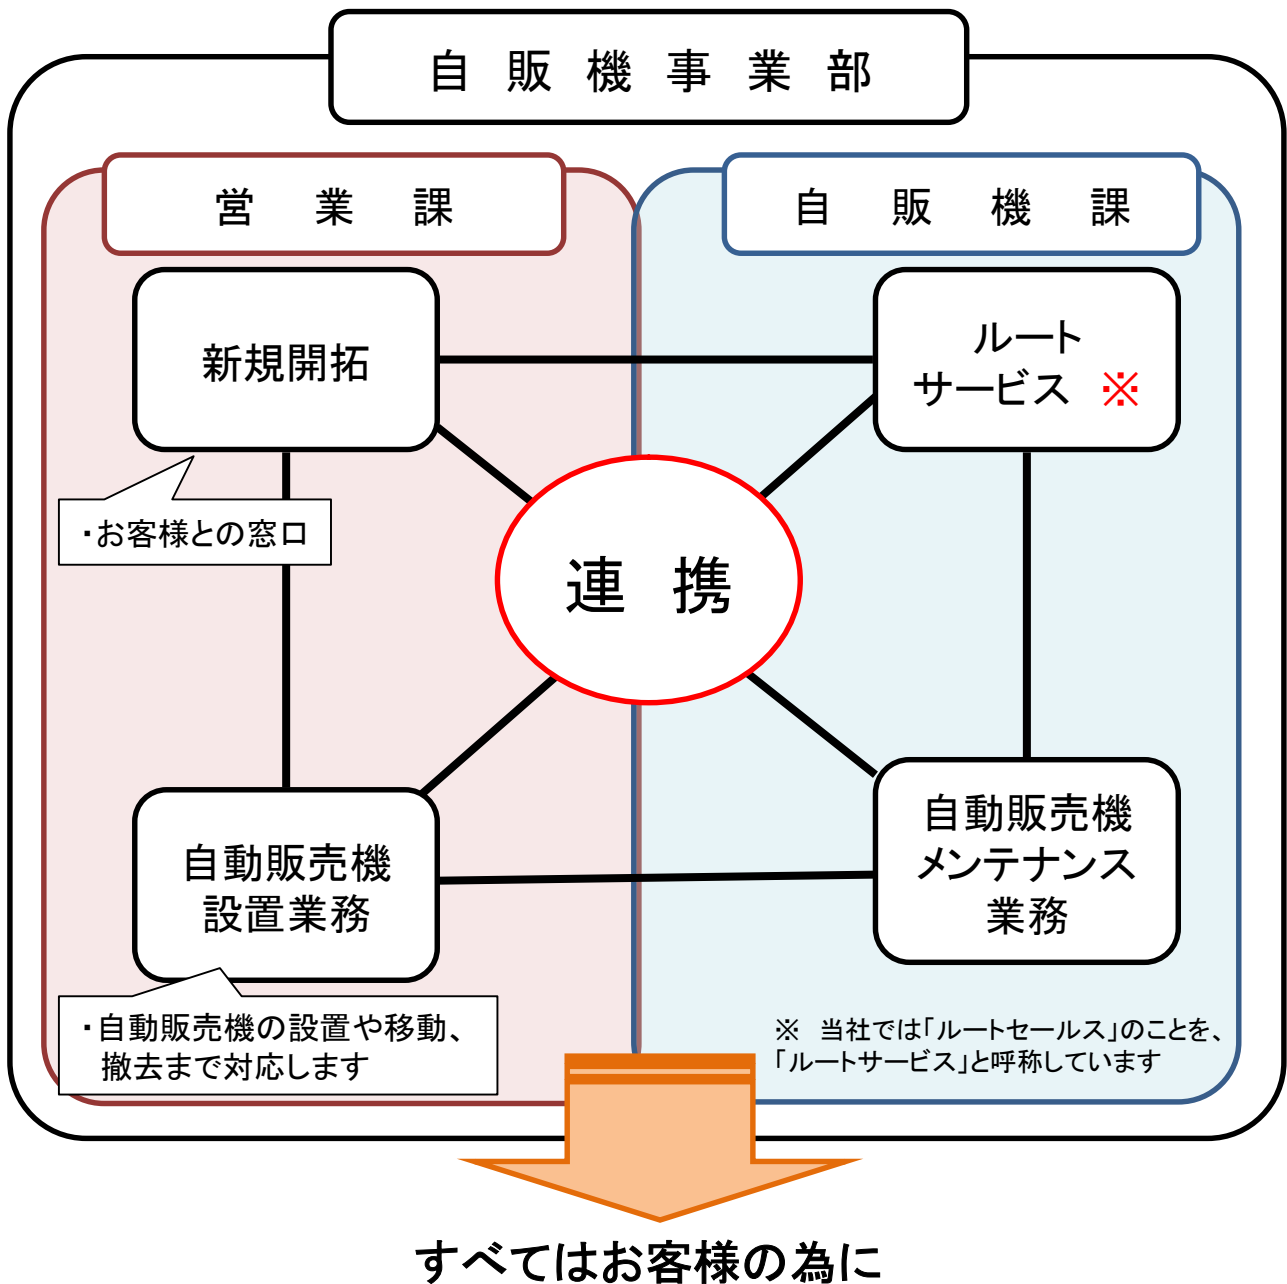 自販機事業部
営業課
自販機課
新規開拓
ルート
サービス ※
・お客様との窓口
連携
自動販売機
設置業務
自動販売機
メンテナンス
業務
・自動販売機の設置や移動、
撤去まで対応します
※ 当社では「ルートセールス」のことを、
「ルートサービス」と呼称しています
すべてはお客様の為に